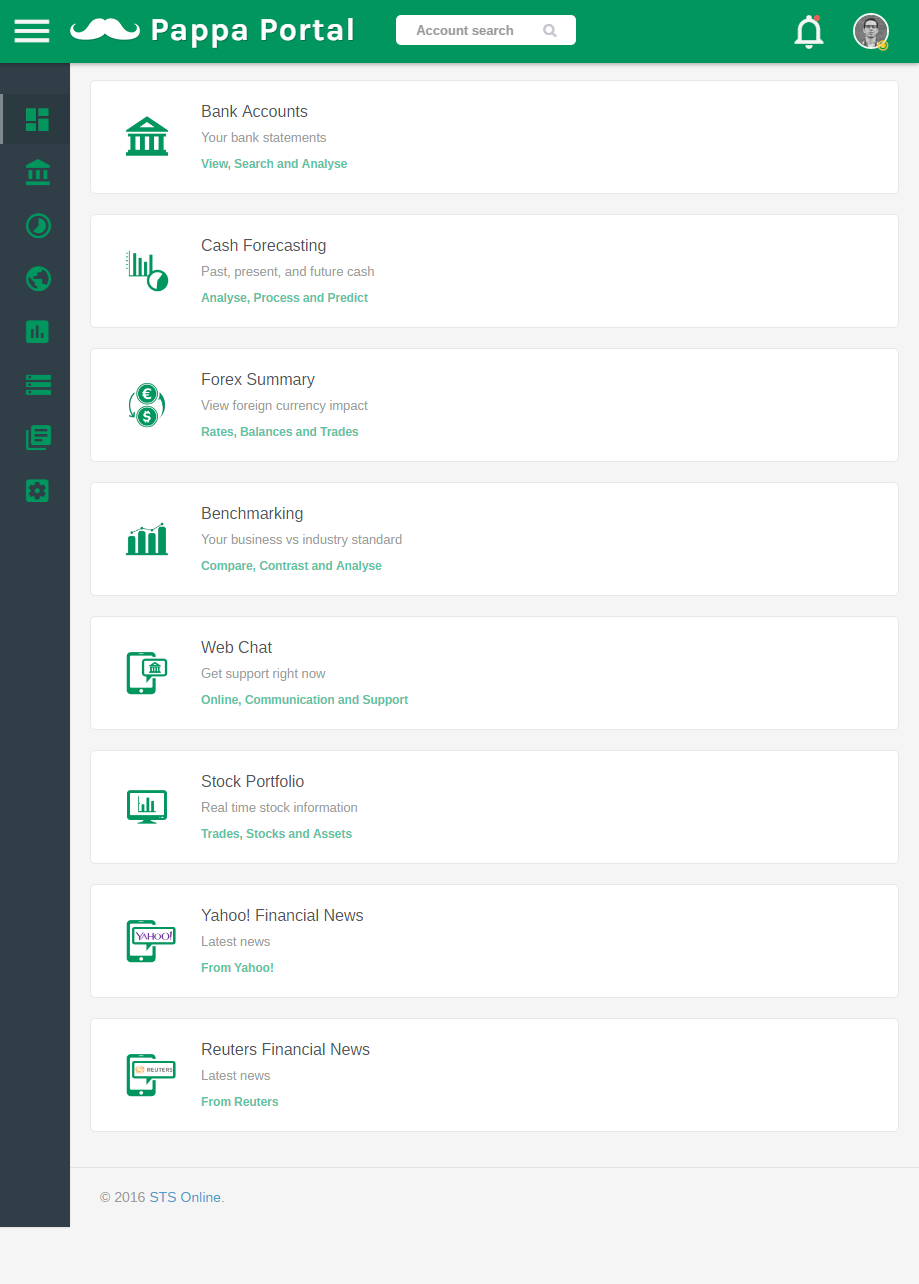 Pappa Portal
Account search
Bank Accounts
Your bank statements
View, Search and Analyse
Cash Forecasting
Past, present, and future cash
Analyse, Process and Predict
Forex Summary
View foreign currency impact
Rates, Balances and Trades
Benchmarking
Your business vs industry standard
Compare, Contrast and Analyse
Web Chat
Get support right now
Online, Communication and Support
Stock Portfolio
Real time stock information
Trades, Stocks and Assets
YAHOO!
Yahoo! Financial News
Latest news
From Yahoo!
REUTERS
Reuters Financial News
Latest news
From Reuters
© 2016 STS Online.